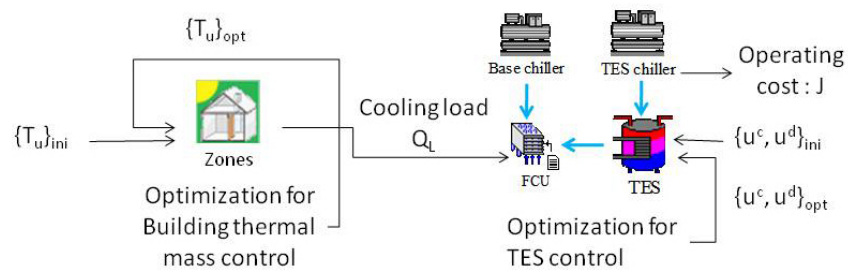 {Tu}opt
{Tu}ini
Zones
Optimization for
Building thermal
mass control
Cooling load
QL
Base chiller
TES chiller
FCU
TES
Optimization for
TES control
Operating
cost : J
{uᶜ, uᵈ}ini
{uᶜ, uᵈ}opt